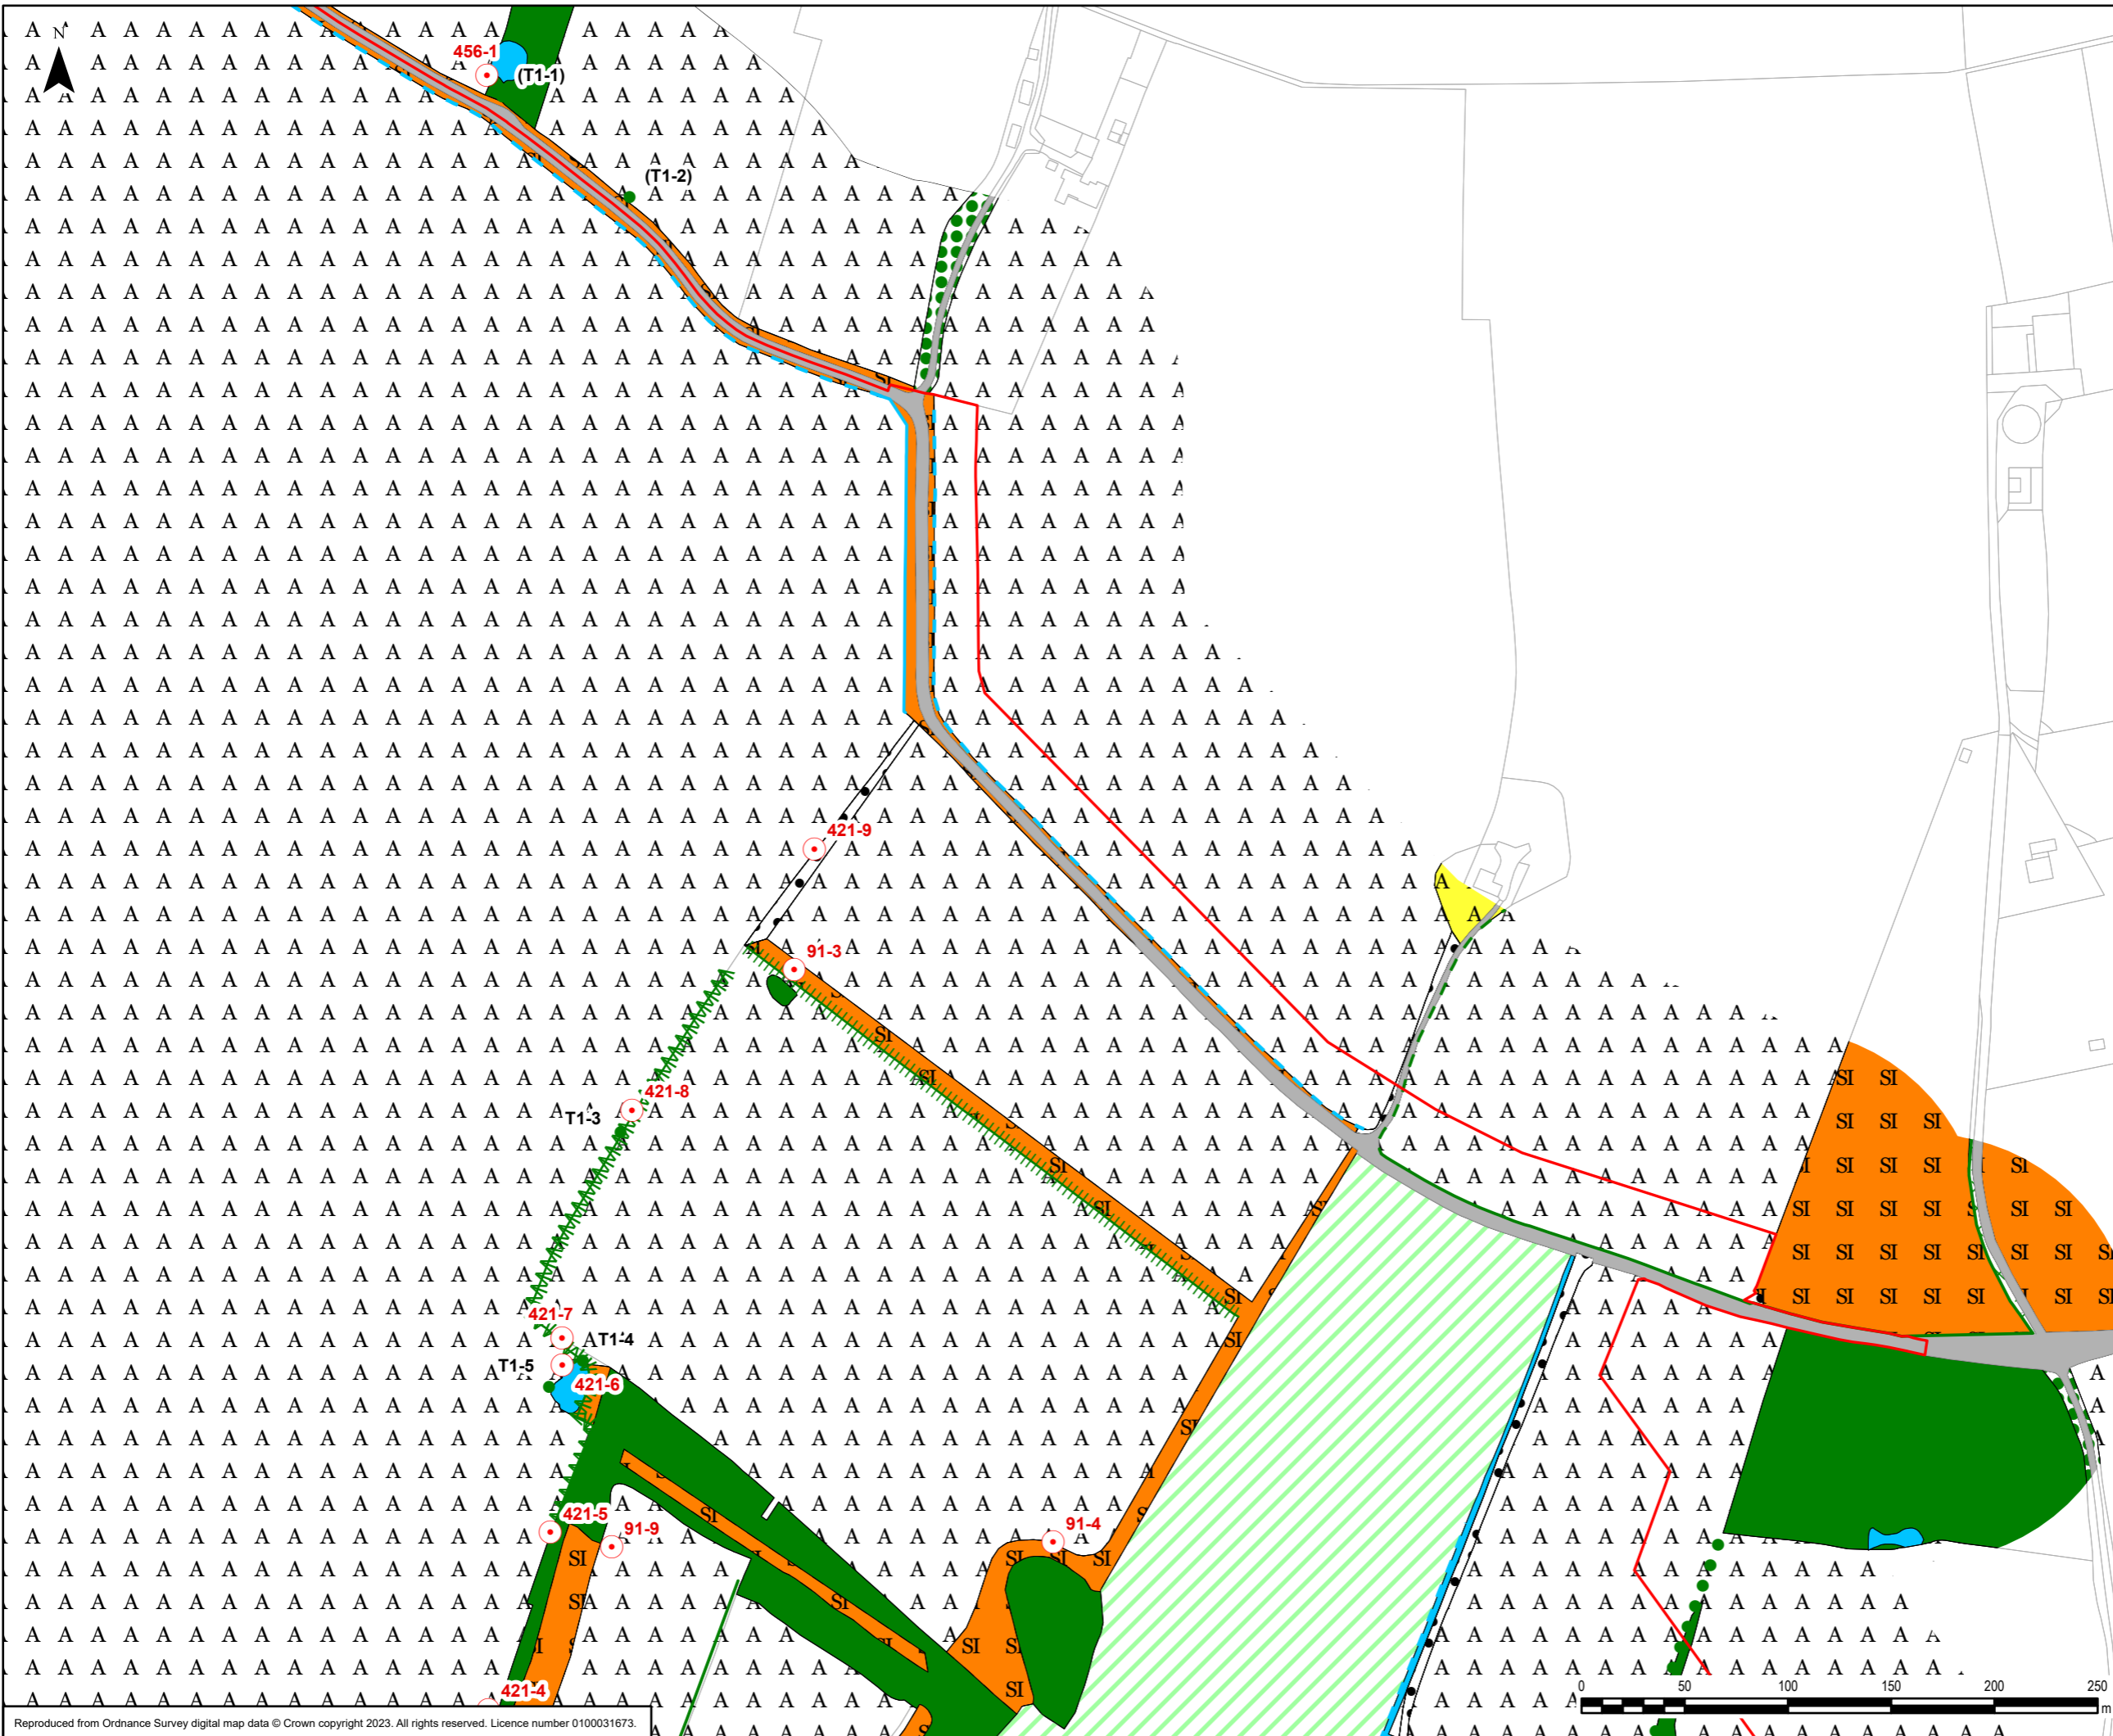 N
456-1
(T1-1)
(T1-2)
421-9
91-3
421-8
T1-3
421-7
T1-4
T1-5
421-6
421-5
91-9
91-4
421-4
0 50 100 150 200 250
m
Reproduced from Ordnance Survey digital map data © Crown copyright 2023. All rights reserved. Licence number 0100031673.